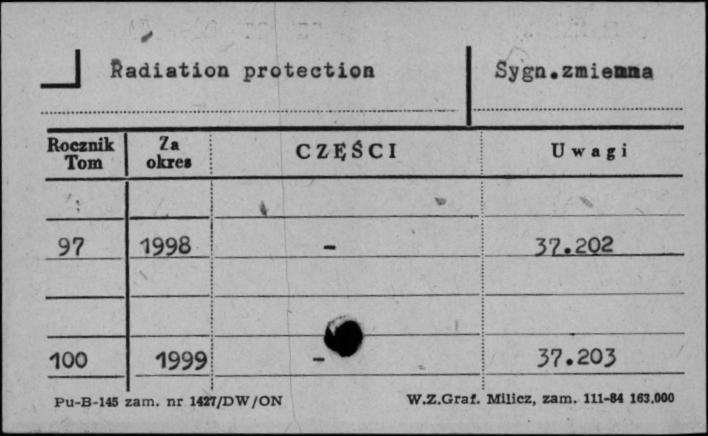 Radiation protection Sygn.zmienna
Rocznik Tom Za okres CZĘŚCI Uwagi
97 1998 - 37.202
100 1999 - 37.203
Pu-B-145 zam. nr 1427/DW/ON W.Z.Graf. Milicz, zam. 111-84 163.000